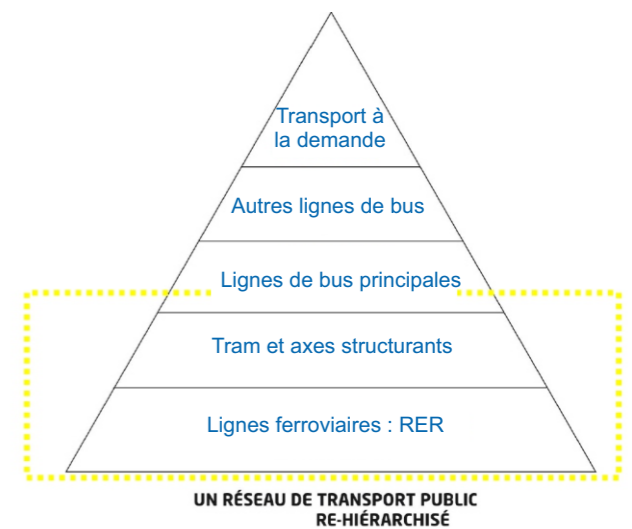 Transport à
la demande
Autres lignes de bus
Lignes de bus principales
Tram et axes structurants
Lignes ferroviaires : RER
UN RÉSEAU DE TRANSPORT PUBLIC
RE-HIÉRARCHISÉ